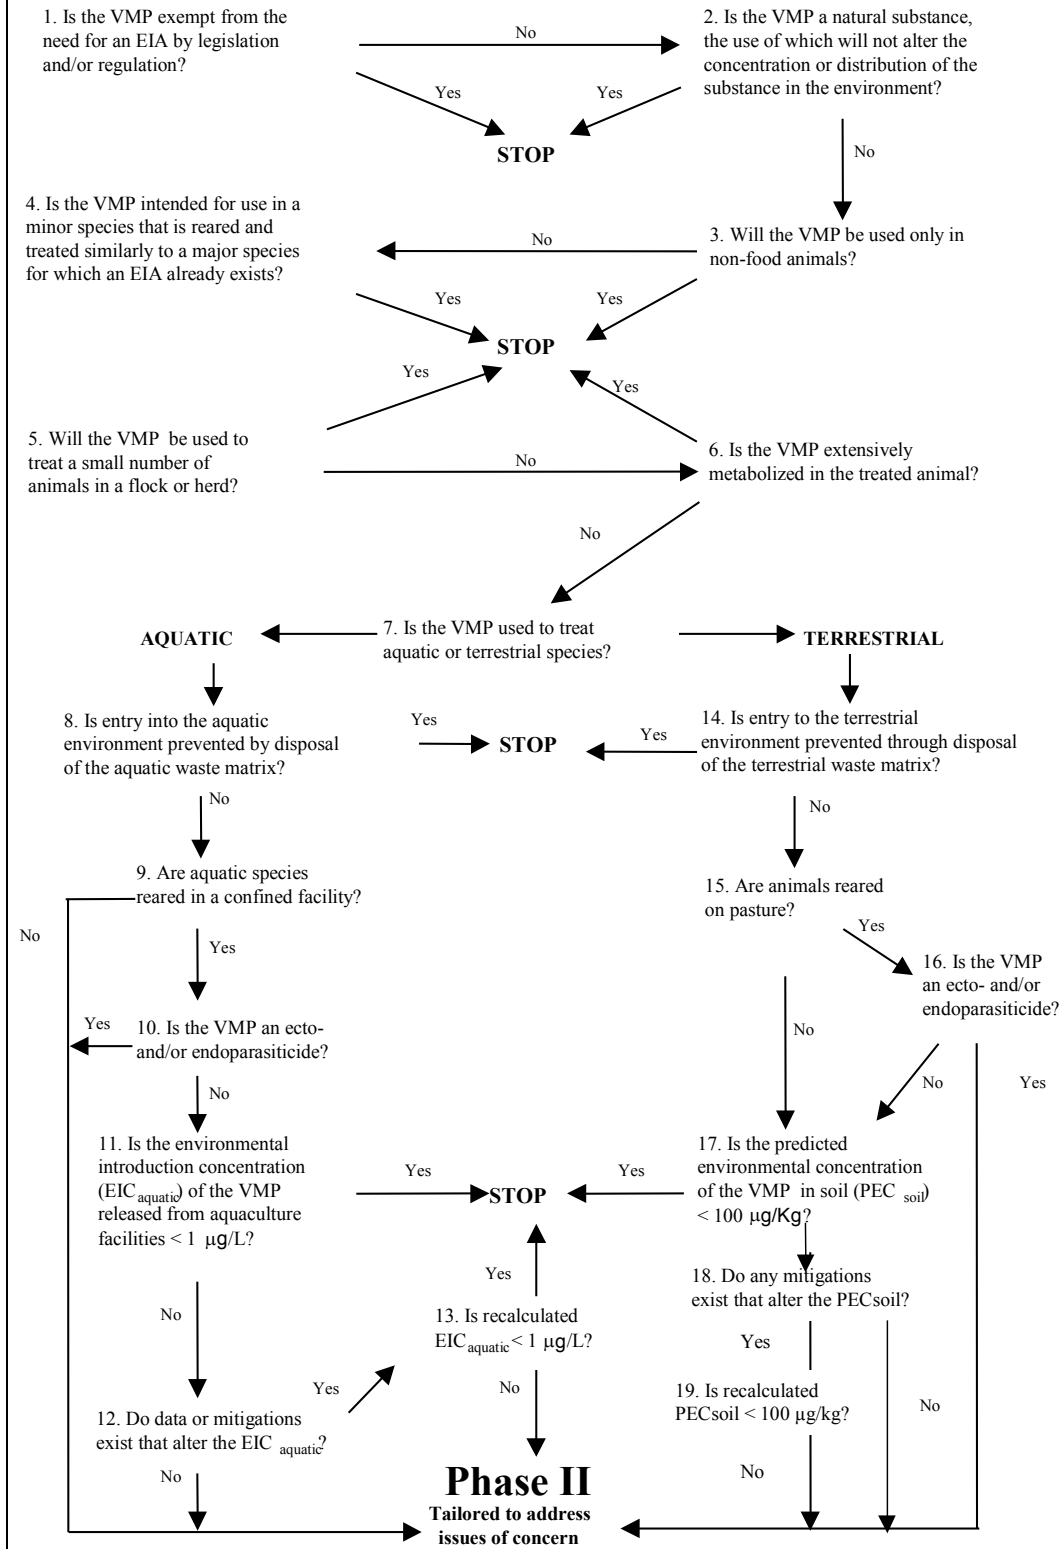 1. Is the VMP exempt from the
need for an EIA by legislation
and/or regulation?
No
2. Is the VMP a natural substance,
the use of which will not alter the
concentration or distribution of the
substance in the environment?
Yes
Yes
STOP
No
4. Is the VMP intended for use in a
minor species that is reared and
treated similarly to a major species
for which an EIA already exists?
No
3. Will the VMP be used only in
non-food animals?
Yes
Yes
STOP
Yes
Yes
5. Will the VMP be used to
treat a small number of
animals in a flock or herd?
No
6. Is the VMP extensively
metabolized in the treated animal?
No
AQUATIC
7. Is the VMP used to treat
aquatic or terrestrial species?
TERRESTRIAL
8. Is entry into the aquatic
environment prevented by disposal
of the aquatic waste matrix?
Yes
STOP
Yes
14. Is entry to the terrestrial
environment prevented through disposal
of the terrestrial waste matrix?
No
No
9. Are aquatic species
reared in a confined facility?
No
Yes
15. Are animals reared
on pasture?
Yes
16. Is the VMP
an ecto- and/or
endoparasiticide?
Yes
10. Is the VMP an ecto-
and/or endoparasiticide?
No
No
No
Yes
11. Is the environmental
introduction concentration
(EIC aquatic) of the VMP
released from aquaculture
facilities < 1 μg/L?
Yes
STOP
Yes
17. Is the predicted
environmental concentration
of the VMP in soil (PEC soil)
< 100 μg/Kg?
No
Yes
13. Is recalculated
EIC aquatic < 1 μg/L?
18. Do any mitigations
exist that alter the PECsoil?
Yes
Yes
No
19. Is recalculated
PECsoil < 100 μg/kg?
No
12. Do data or mitigations
exist that alter the EIC aquatic?
No
No
Phase II
Tailored to address
issues of concern